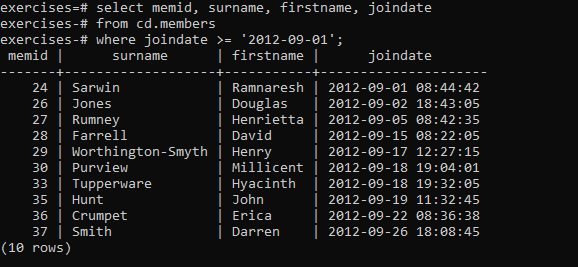 exercises=# select memid, surname, firstname, joindate
exercises-# from cd.members
exercises-# where joindate >= '2012-09-01';
 memid |      surname      | firstname |      joindate
-------+-------------------+-----------+---------------------
    24 | Sarwin            | Ramnaresh | 2012-09-01 08:44:42
    26 | Jones             | Douglas   | 2012-09-02 18:43:05
    27 | Rumney            | Henrietta | 2012-09-05 08:42:35
    28 | Farrell           | David     | 2012-09-15 08:22:05
    29 | Worthington-Smyth | Henry     | 2012-09-17 12:27:15
    30 | Purview           | Millicent | 2012-09-18 19:04:01
    33 | Tupperware        | Hyacinth  | 2012-09-18 19:32:05
    35 | Hunt              | John      | 2012-09-19 11:32:45
    36 | Crumpet           | Erica     | 2012-09-22 08:36:38
    37 | Smith             | Darren    | 2012-09-26 18:08:45
(10 rows)